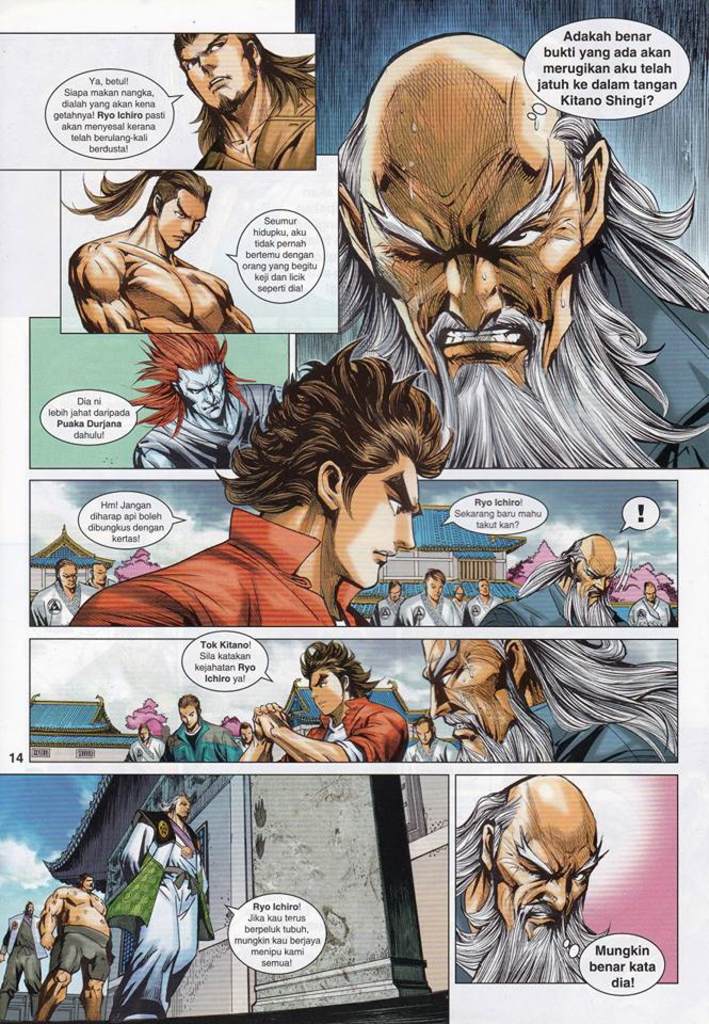 Ya, betul!
Siapa makan nangka,
dialah yang akan kena
getahnya! Ryo Ichiro pasti
akan menyesal kerana
telah berulang-kali
berdusta!
Adakah benar
bukti yang ada akan
merugikan aku telah
jatuh ke dalam tangan
Kitano Shingi?
Seumur
hidupku, aku
tidak pernah
bertemu dengan
orang yang begitu
keji dan licik
seperti dia!
Dia ni
lebih jahat daripada
Puaka Durjana
dahulu!
Hm! Jangan
diharap api boleh
dibungkus dengan
kertas!
Ryo Ichiro!
Sekarang baru mahu
takut kan?
!
Tok Kitano!
Sila katakan
kejahatan Ryo
Ichiro ya!
14
Ryo Ichiro!
Jika kau terus
berpeluk tubuh,
mungkin kau berjaya
menipu kami
semua!
Mungkin
benar kata
dia!